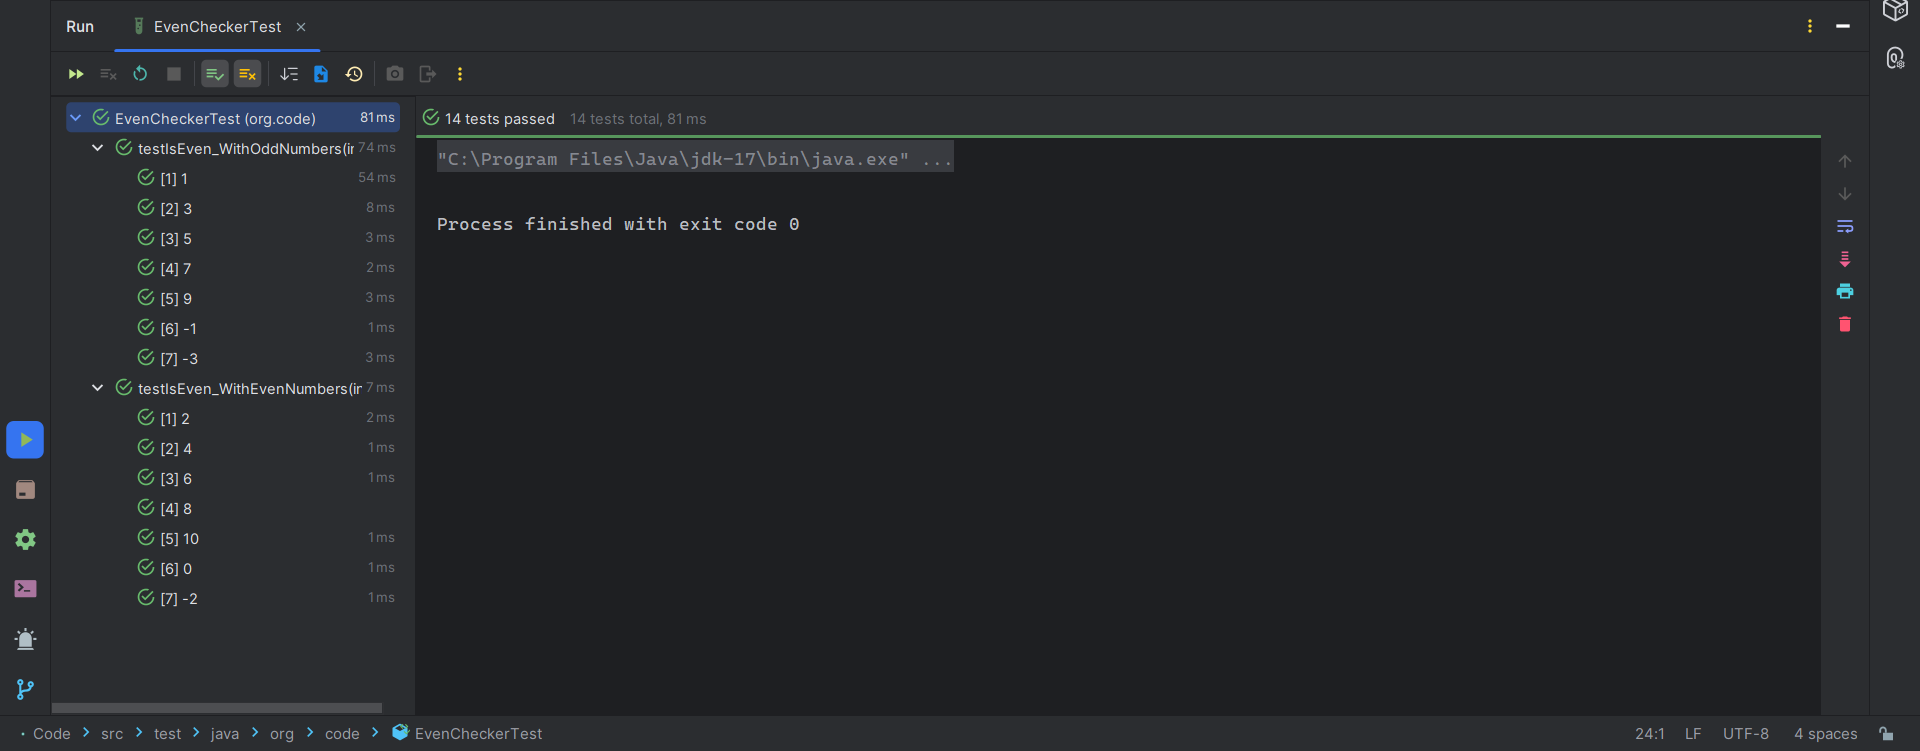 Run EvenCheckerTest
EvenCheckerTest (org.code) 81 ms
testIsEven_WithOddNumbers(in 74 ms
[1] 1 54 ms
[2] 3 8 ms
[3] 5 3 ms
[4] 7 2 ms
[5] 9 3 ms
[6] -1 1 ms
[7] -3 3 ms
testIsEven_WithEvenNumbers(in 7 ms
[1] 2 2 ms
[2] 4 1 ms
[3] 6 1 ms
[4] 8
[5] 10 1 ms
[6] 0 1 ms
[7] -2 1 ms
14 tests passed 14 tests total, 81 ms
"C:\Program Files\Java\jdk-17\bin\java.exe" ...
Process finished with exit code 0
Code > src > test > java > org > code > EvenCheckerTest 24:1 LF UTF-8 4 spaces